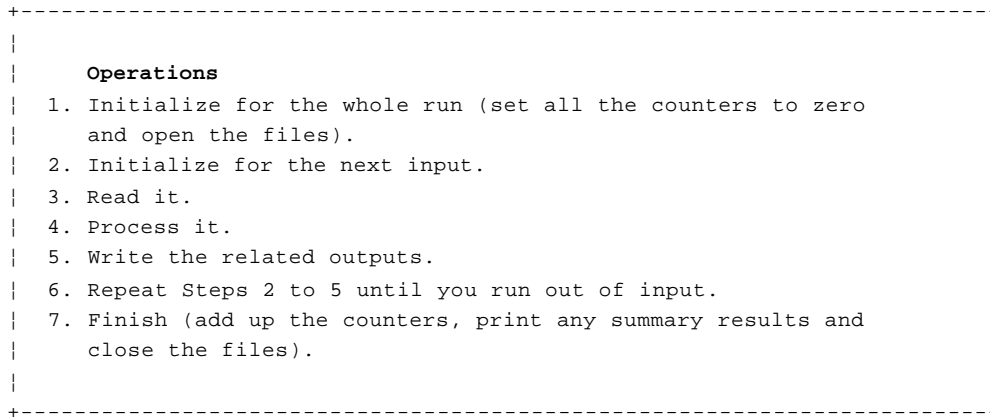 Operations
1. Initialize for the whole run (set all the counters to zero
and open the files).
2. Initialize for the next input.
3. Read it.
4. Process it.
5. Write the related outputs.
6. Repeat Steps 2 to 5 until you run out of input.
7. Finish (add up the counters, print any summary results and
close the files).